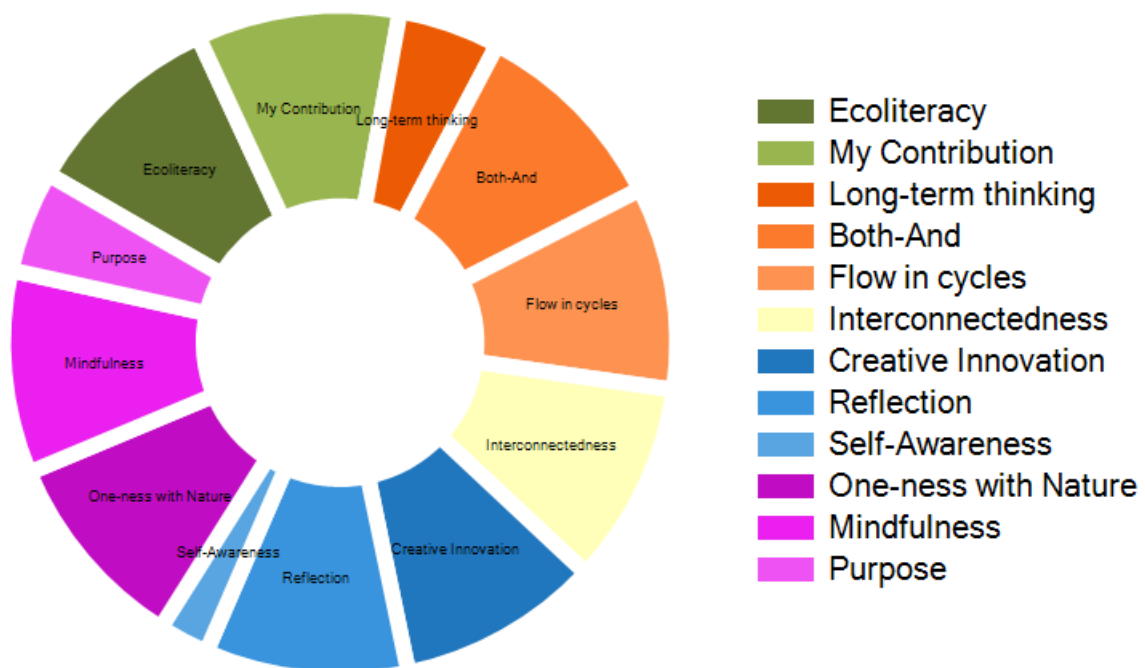 My Contribution
Long-term thinking
Ecoliteracy
Both-And
Purpose
Flow in cycles
Mindfulness
Interconnectedness
One-ness with Nature
Self-Awareness
Creative Innovation
Reflection
Ecoliteracy
My Contribution
Long-term thinking
Both-And
Flow in cycles
Interconnectedness
Creative Innovation
Reflection
Self-Awareness
One-ness with Nature
Mindfulness
Purpose